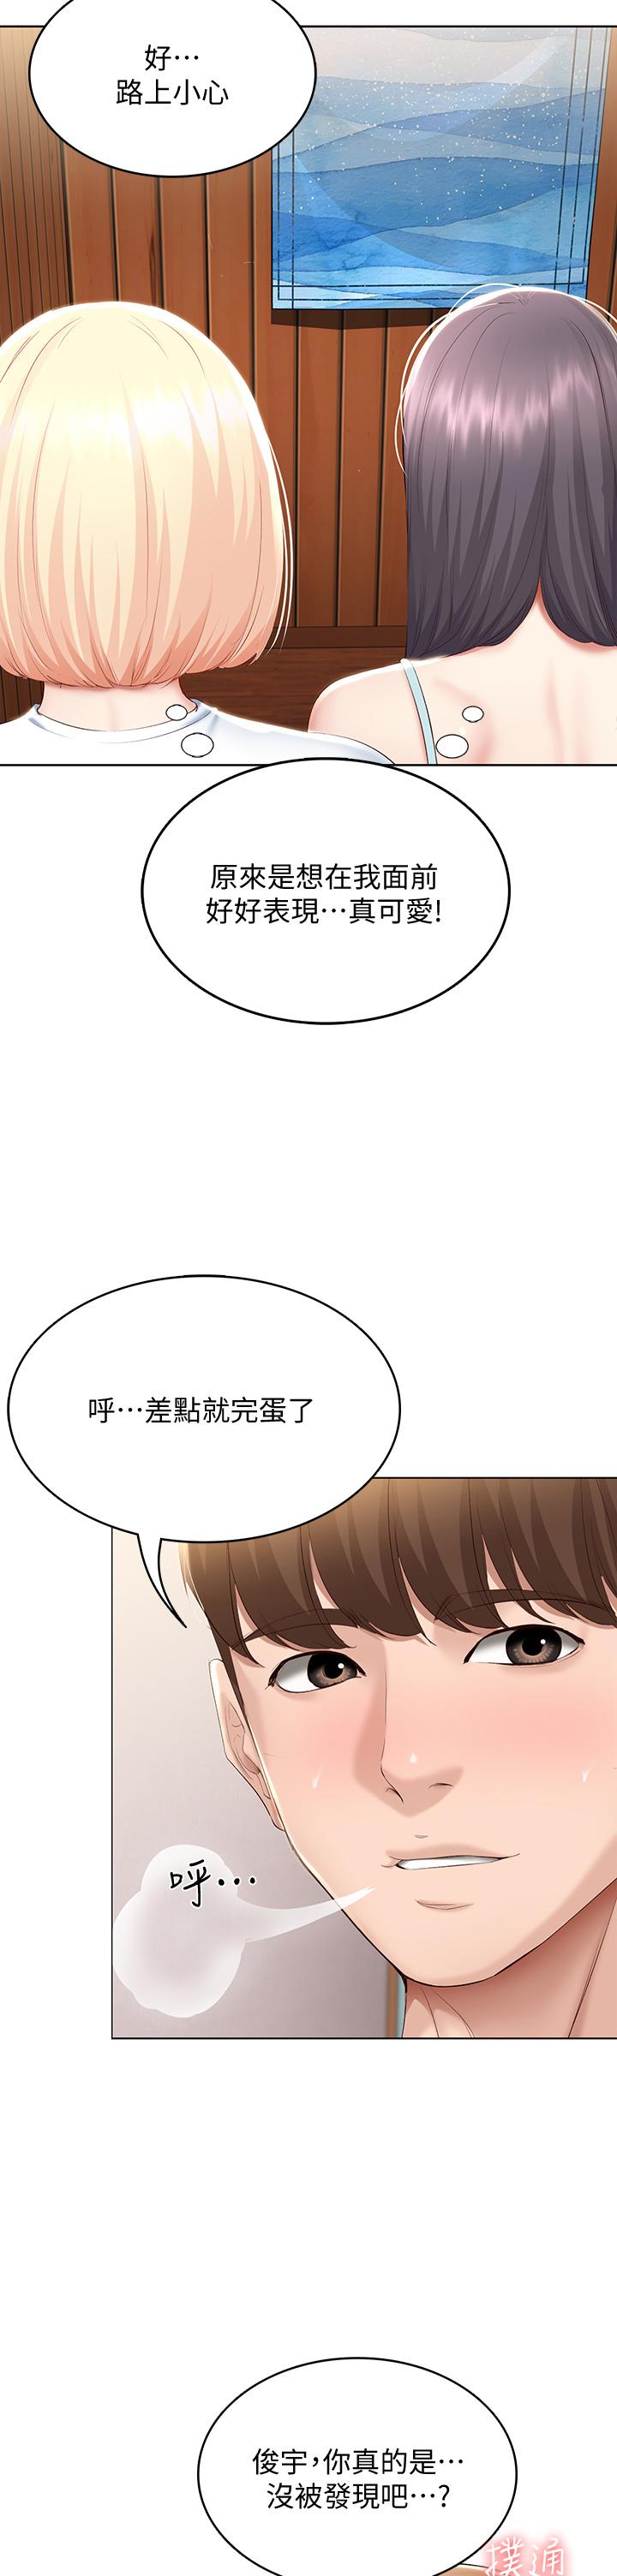 好⋯
路上小心
原來是想在我面前
好好表現⋯真可愛!
呼⋯差點就完蛋了
呼⋯
俊宇,你真的是⋯
沒被發現吧⋯?
撲通